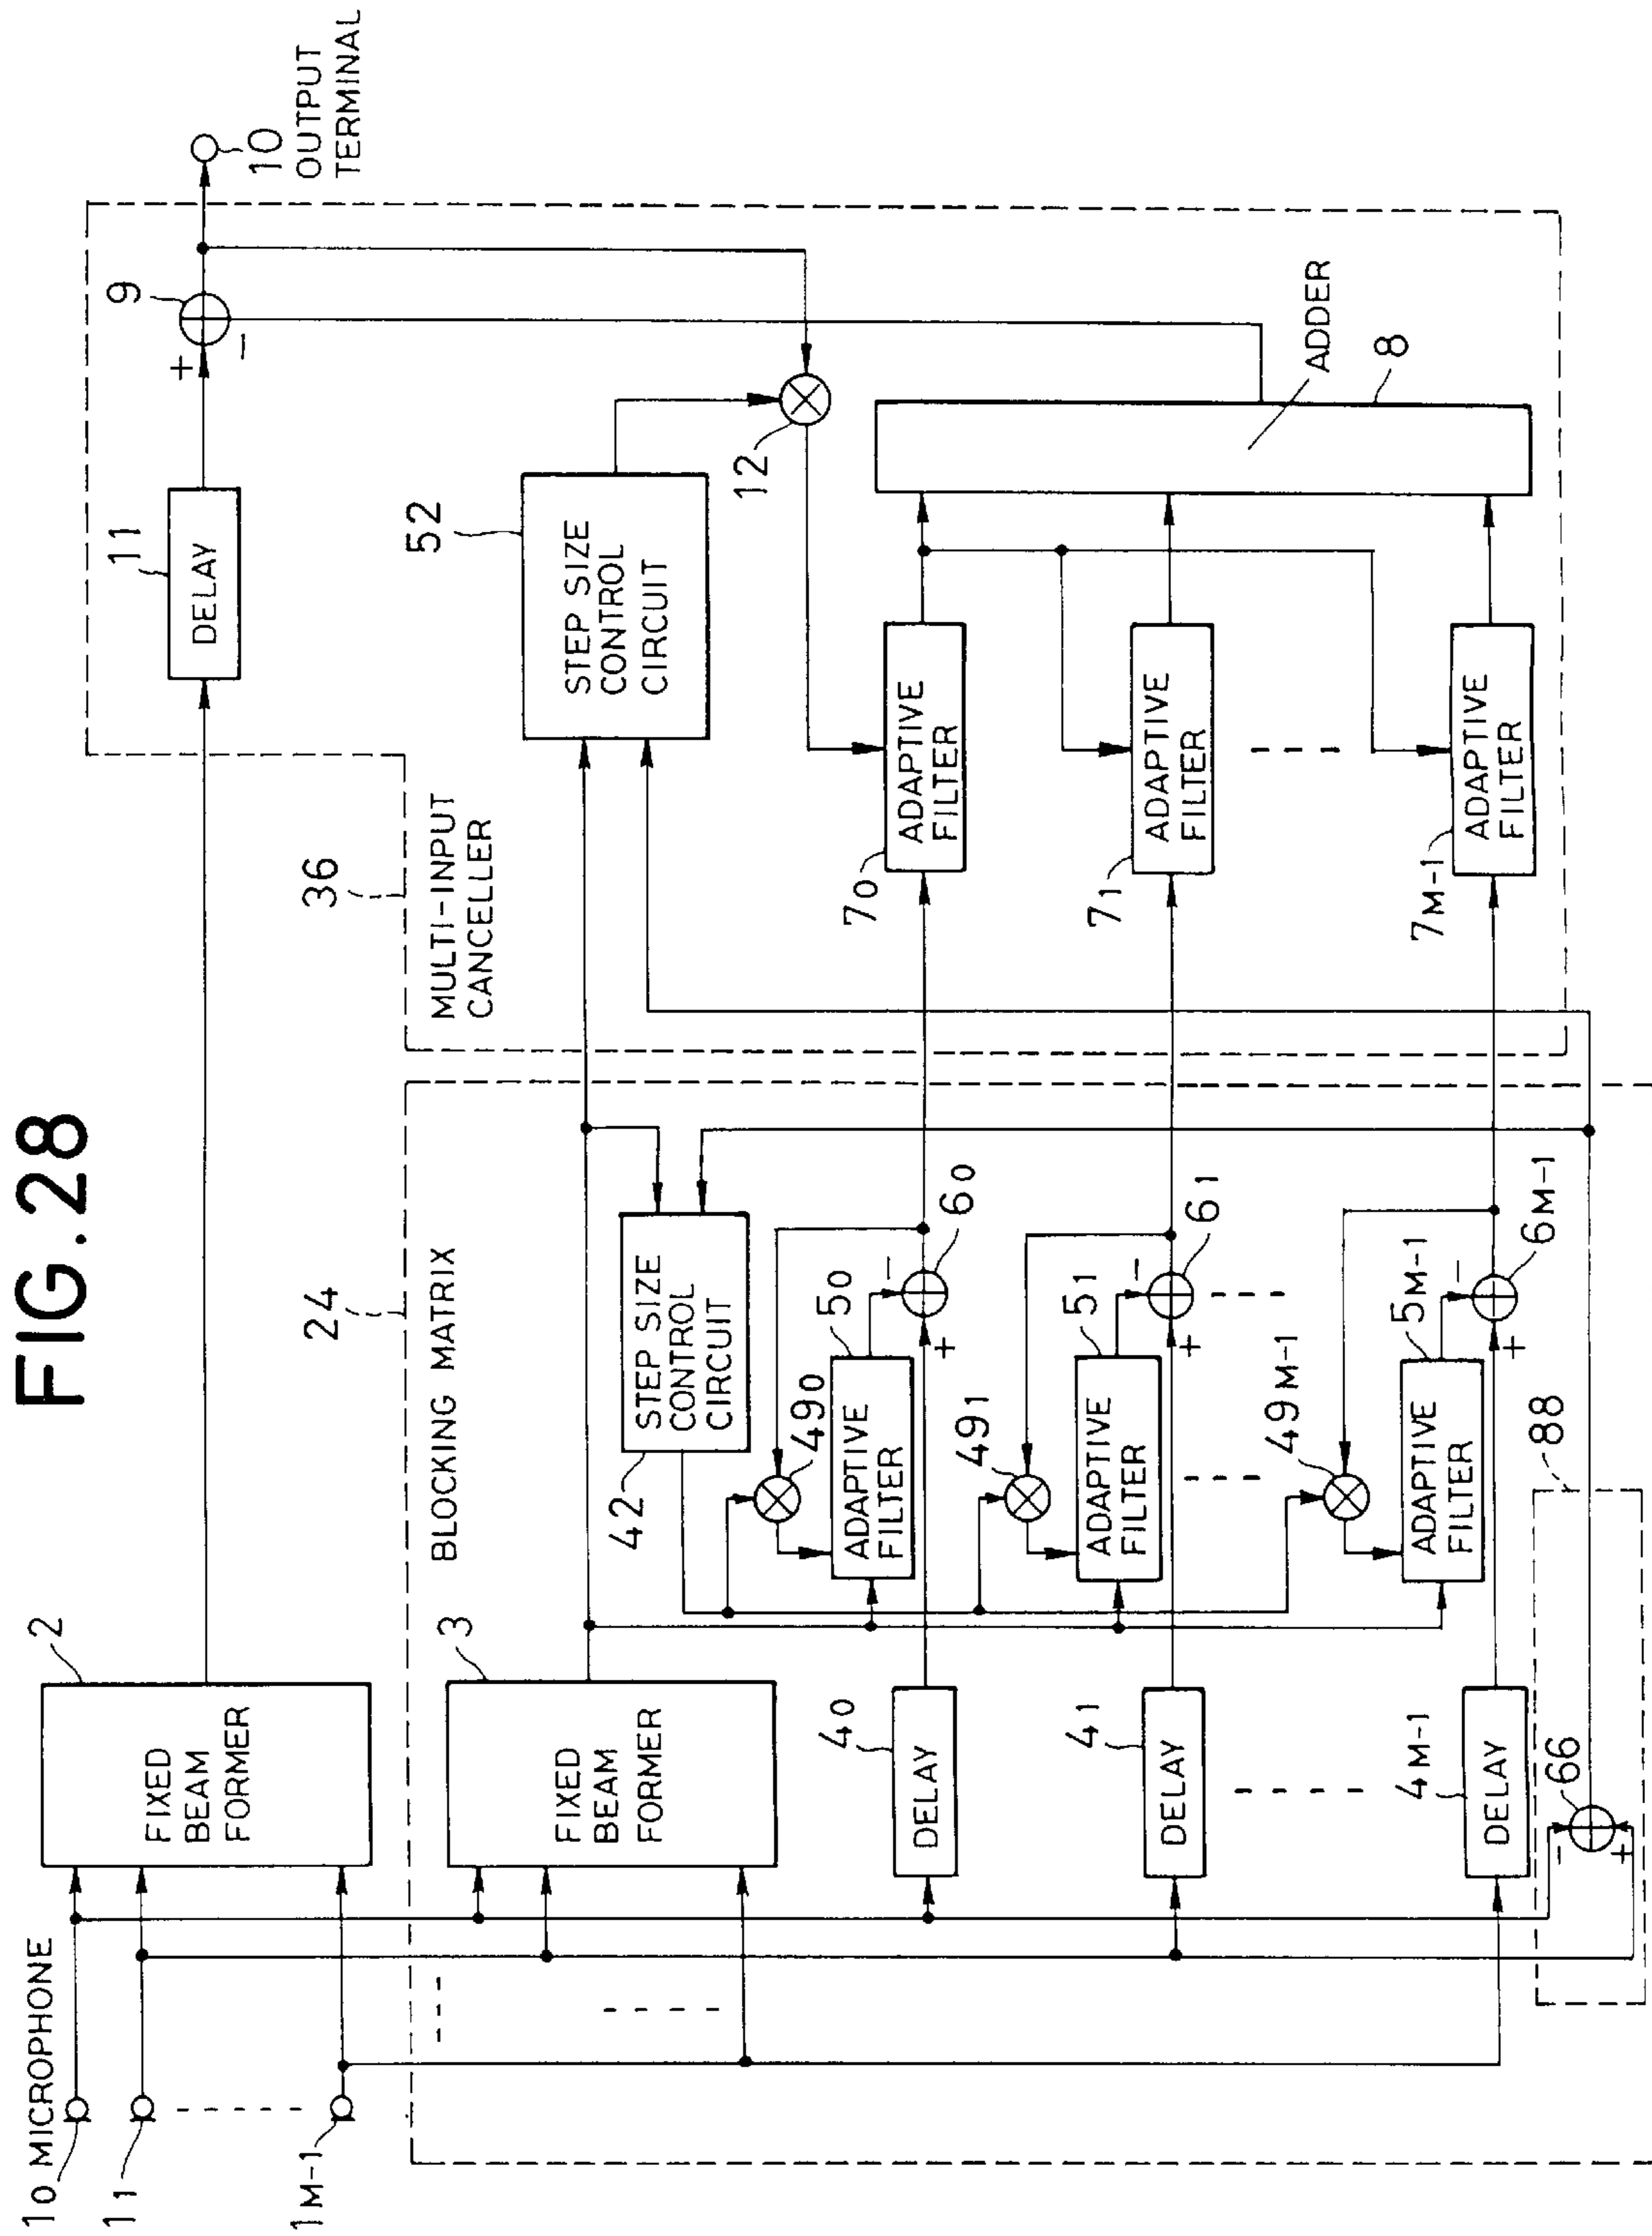 FIG. 28
1₀ MICROPHONE
1₁
1M-1
2
FIXED
BEAM
FORMER
11
DELAY
9
+
-
10
OUTPUT
TERMINAL
36
MULTI-INPUT
CANCELLER
24
BLOCKING MATRIX
3
FIXED
BEAM
FORMER
42
STEP SIZE
CONTROL
CIRCUIT
52
STEP SIZE
CONTROL
CIRCUIT
12
4₀
DELAY
49₀
5₀
ADAPTIVE
FILTER
-
+
6₀
7₀
ADAPTIVE
FILTER
4₁
DELAY
49₁
5₁
ADAPTIVE
FILTER
-
+
6₁
7₁
ADAPTIVE
FILTER
4M-1
DELAY
49M-1
5M-1
ADAPTIVE
FILTER
-
+
6M-1
7M-1
ADAPTIVE
FILTER
ADDER
8
66
-
+
88